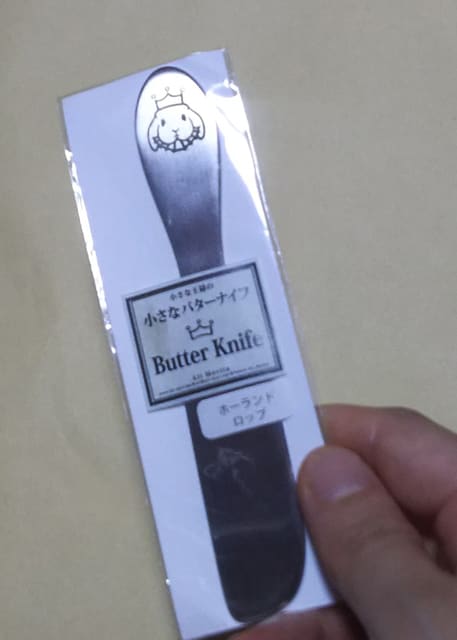 小さな王様の
小さなバターナイフ
Butter Knife
ホーランド
ロップ